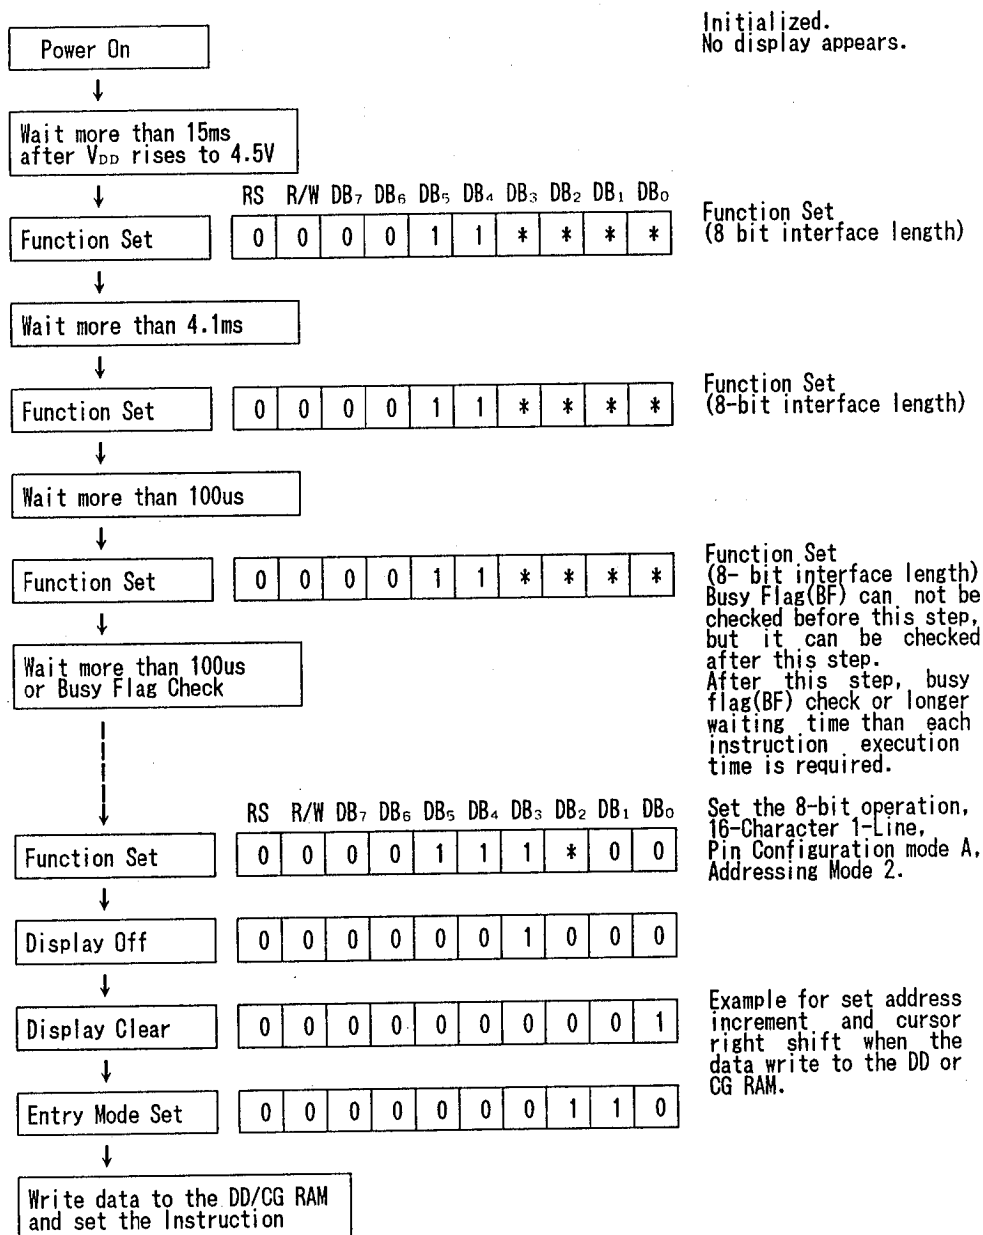 Initialized.
Power On
No display appears.
↓
Wait more than 15ms
after VDD rises to 4.5V
↓
RS R/W DB7 DB6 DB5 DB4 DB3 DB2 DB1 DB0
Function Set
0 0 0 0 1 1 * * * *
Function Set
(8 bit interface length)
↓
Wait more than 4.1ms
↓
Function Set
0 0 0 0 1 1 * * * *
Function Set
(8-bit interface length)
↓
Wait more than 100us
↓
Function Set
0 0 0 0 1 1 * * * *
Function Set
(8- bit interface length)
Busy Flag(BF) can not be
checked before this step,
but it can be checked
after this step.
After this step, busy
flag(BF) check or longer
waiting time than each
instruction execution
time is required.
↓
Wait more than 100us
or Busy Flag Check
↓
RS R/W DB7 DB6 DB5 DB4 DB3 DB2 DB1 DB0
Function Set
0 0 0 0 1 1 1 * 0 0
Set the 8-bit operation,
16-Character 1-Line,
Pin Configuration mode A,
Addressing Mode 2.
↓
Display Off
0 0 0 0 0 0 1 0 0 0
↓
Display Clear
0 0 0 0 0 0 0 0 0 1
Example for set address
increment and cursor
right shift when the
data write to the DD or
CG RAM.
↓
Entry Mode Set
0 0 0 0 0 0 0 1 1 0
↓
Write data to the DD/CG RAM
and set the Instruction